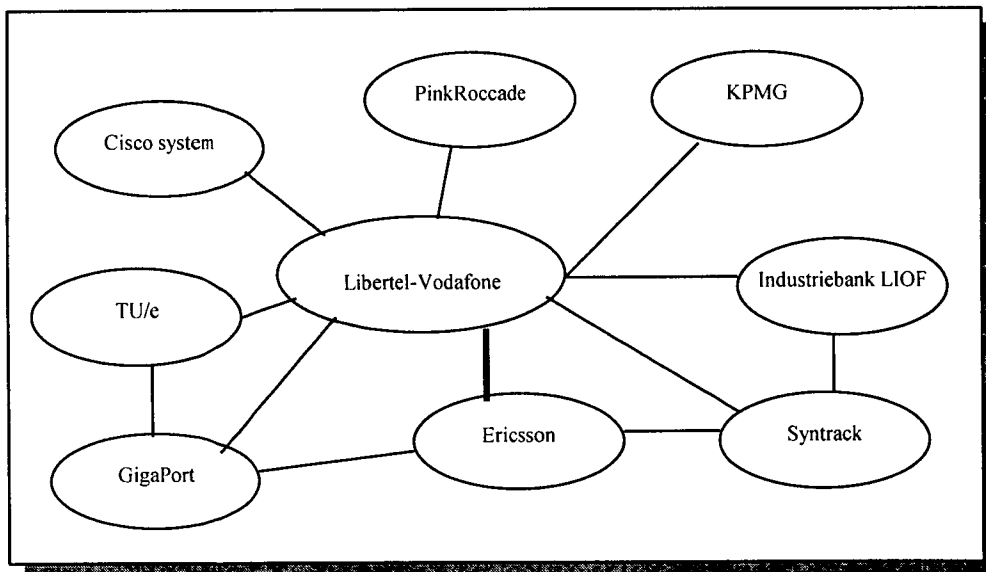 PinkRoccade
KPMG
Cisco system
Libertel-Vodafone
Industriebank LIOF
TU/e
Ericsson
Syntrack
GigaPort